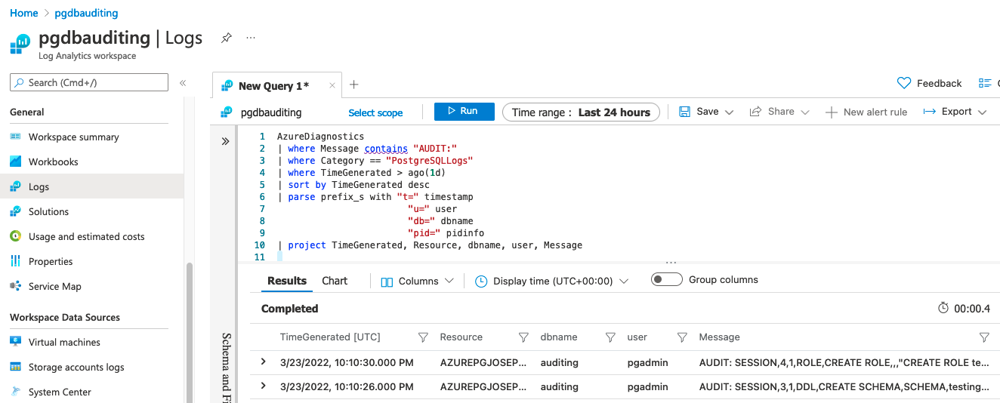 Home > pgdbauditing
pgdbauditing | Logs ...
Log Analytics workspace
Search (Cmd+/) «
General
Workspace summary
Workbooks
Logs
Solutions
Usage and estimated costs
Properties
Service Map
Workspace Data Sources
Virtual machines
Storage accounts logs
System Center
New Query 1* × +
Feedback
pgdbauditing Select scope Run Time range : Last 24 hours Save Share New alert rule Export
»
1 AzureDiagnostics
2 | where Message contains "AUDIT:"
3 | where Category == "PostgreSQLLogs"
4 | where TimeGenerated > ago(1d)
5 | sort by TimeGenerated desc
6 | parse prefix_s with "t=" timestamp
7 "u=" user
8 "db=" dbname
9 "pid=" pidinfo
10 | project TimeGenerated, Resource, dbname, user, Message
11
...
Schema and Fi
Results Chart Columns Display time (UTC+00:00) Group columns
Completed 00:00.4
TimeGenerated [UTC] Resource dbname user Message
> 3/23/2022, 10:10:30.000 PM AZUREPGJOSEP... auditing pgadmin AUDIT: SESSION,4,1,ROLE,CREATE ROLE,,,"CREATE ROLE te...
> 3/23/2022, 10:10:26.000 PM AZUREPGJOSEP... auditing pgadmin AUDIT: SESSION,3,1,DDL,CREATE SCHEMA,SCHEMA,testing...